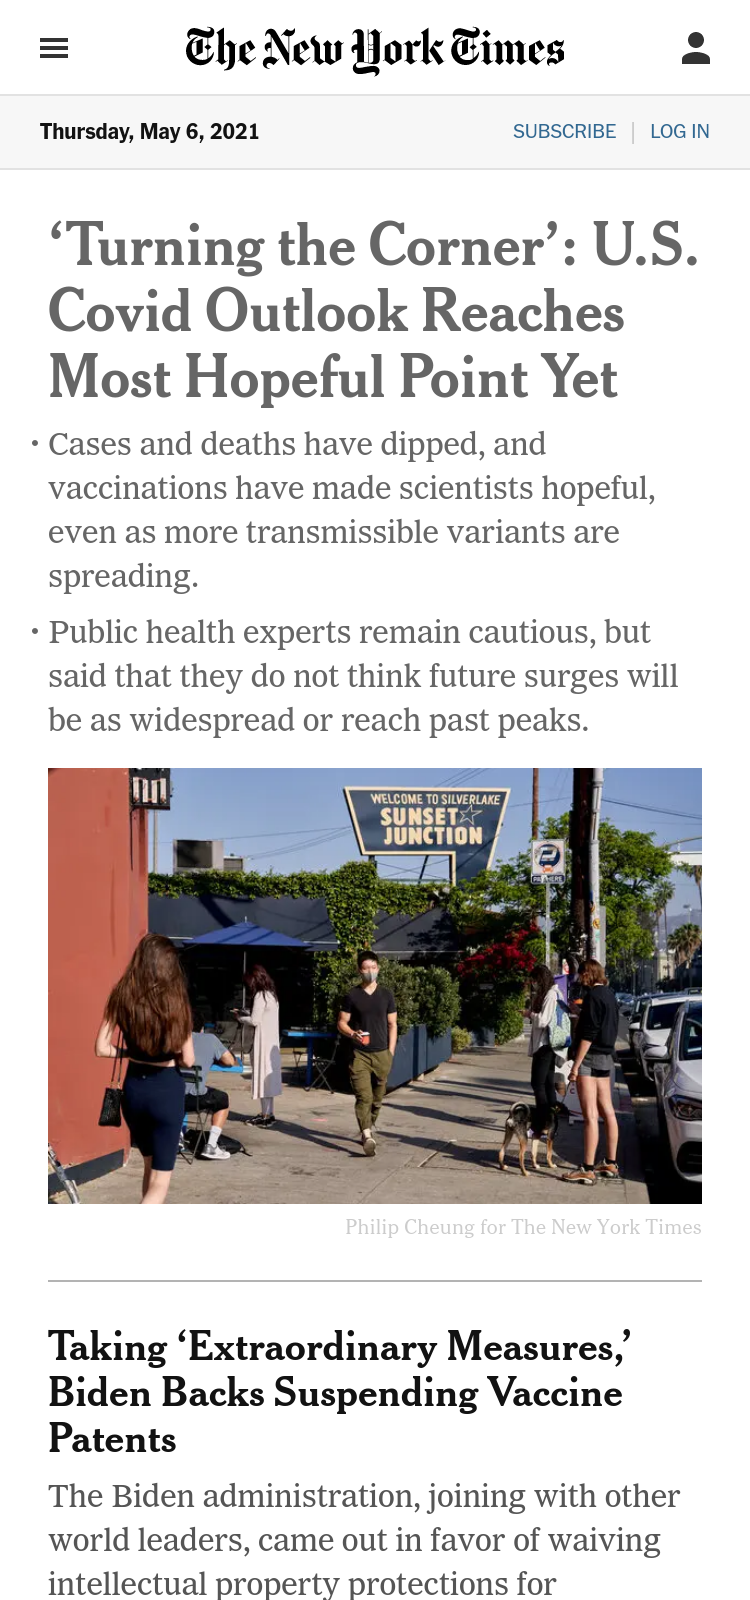 The New York Times
Thursday, May 6, 2021
SUBSCRIBE | LOG IN
‘Turning the Corner’: U.S.
Covid Outlook Reaches
Most Hopeful Point Yet
• Cases and deaths have dipped, and
vaccinations have made scientists hopeful,
even as more transmissible variants are
spreading.
• Public health experts remain cautious, but
said that they do not think future surges will
be as widespread or reach past peaks.
WELCOME TO SILVERLAKE
SUNSET
JUNCTION
P
PAY HERE
Philip Cheung for The New York Times
Taking ‘Extraordinary Measures,’
Biden Backs Suspending Vaccine
Patents
The Biden administration, joining with other
world leaders, came out in favor of waiving
intellectual property protections for